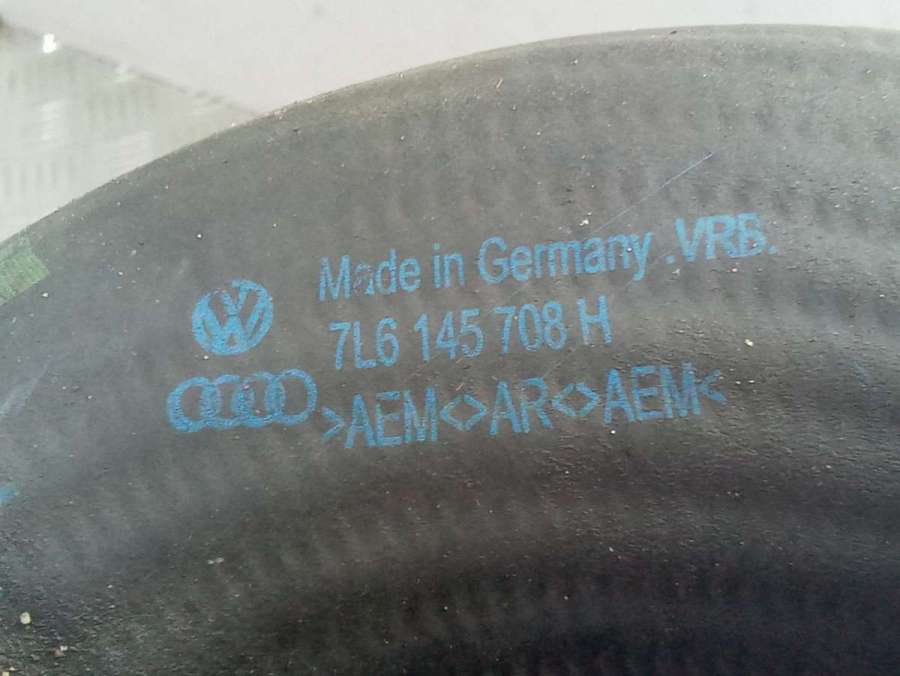 Made in Germany .VRB.
7L6 145 708 H
>AEM<>AR<>AEM<